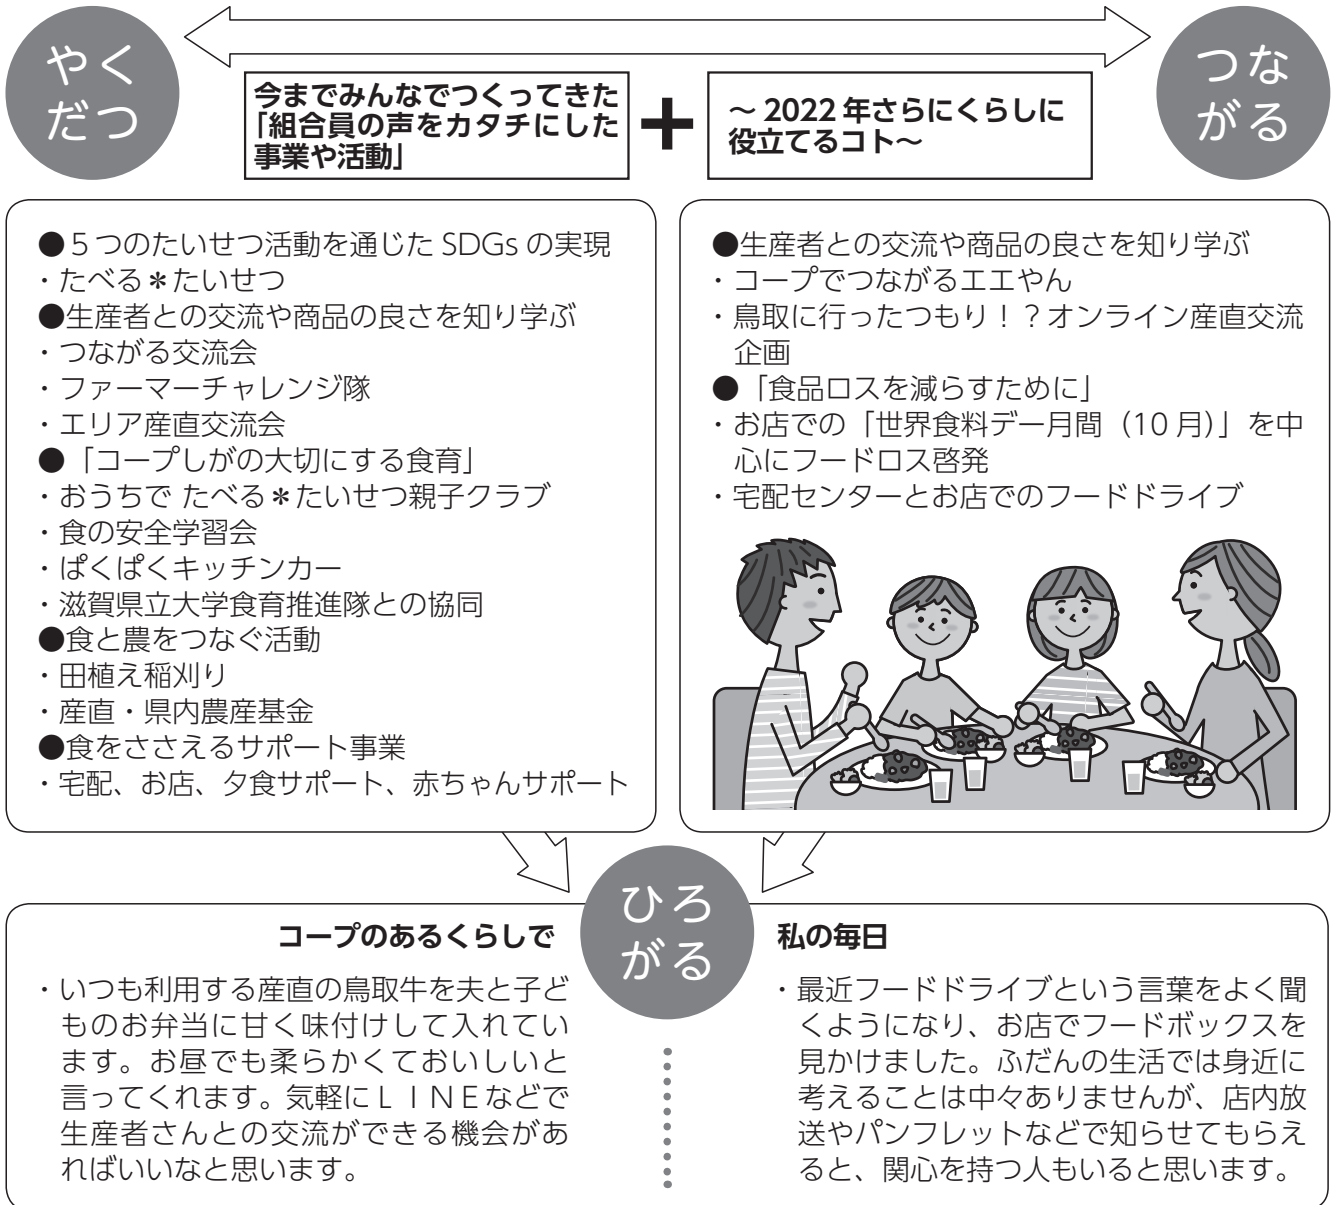 やく
だつ
今までみんなでつくってきた
「組合員の声をカタチにした
事業や活動」
+
～ 2022 年さらにくらしに
役立てるコト～
つな
がる
●５つのたいせつ活動を通じた SDGs の実現
・たべる＊たいせつ
●生産者との交流や商品の良さを知り学ぶ
・つながる交流会
・ファーマーチャレンジ隊
・エリア産直交流会
●「コープしがの大切にする食育」
・おうちで たべる＊たいせつ親子クラブ
・食の安全学習会
・ぱくぱくキッチンカー
・滋賀県立大学食育推進隊との協同
●食と農をつなぐ活動
・田植え稲刈り
・産直・県内農産基金
●食をささえるサポート事業
・宅配、お店、夕食サポート、赤ちゃんサポート
●生産者との交流や商品の良さを知り学ぶ
・コープでつながるエエやん
・鳥取に行ったつもり！？オンライン産直交流
企画
●「食品ロスを減らすために」
・お店での「世界食料デー月間（10 月）」を中
心にフードロス啓発
・宅配センターとお店でのフードドライブ
ひろ
がる
コープのあるくらしで
・いつも利用する産直の鳥取牛を夫と子ど
ものお弁当に甘く味付けして入れてい
ます。お昼でも柔らかくておいしいと
言ってくれます。気軽にＬＩＮＥなどで
生産者さんとの交流ができる機会があ
ればいいなと思います。
私の毎日
・最近フードドライブという言葉をよく聞
くようになり、お店でフードボックスを
見かけました。ふだんの生活では身近に
考えることは中々ありませんが、店内放
送やパンフレットなどで知らせてもらえ
ると、関心を持つ人もいると思います。